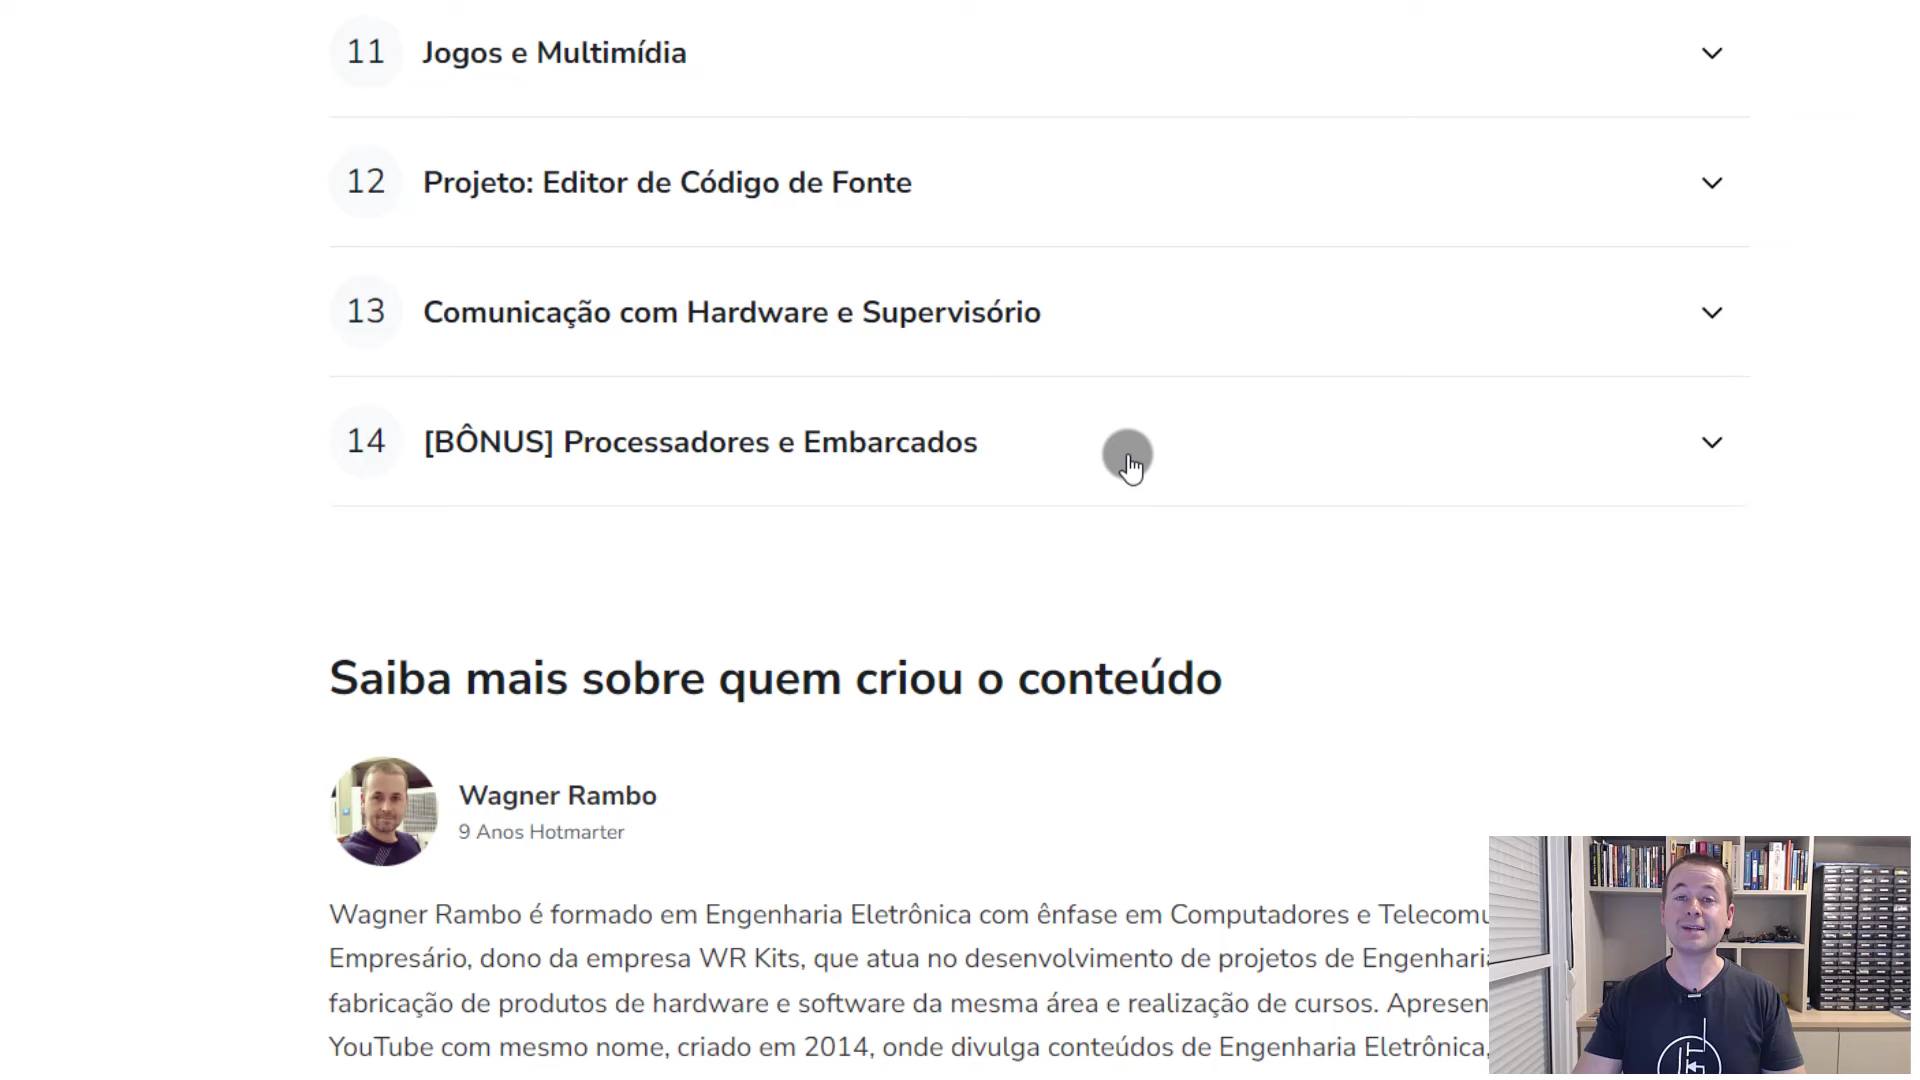 11 Jogos e Multimídia
12 Projeto: Editor de Código de Fonte
13 Comunicação com Hardware e Supervisório
14 [BÔNUS] Processadores e Embarcados
Saiba mais sobre quem criou o conteúdo
Wagner Rambo
9 Anos Hotmarter
Wagner Rambo é formado em Engenharia Eletrônica com ênfase em Computadores e
Empresário, dono da empresa WR Kits, que atua no desenvolvimento de projetos de Engenharia
fabricação de produtos de hardware e software da mesma área e realização de cursos.
YouTube com mesmo nome, criado em 2014, onde divulga conteúdos de Engenharia Eletrônica,